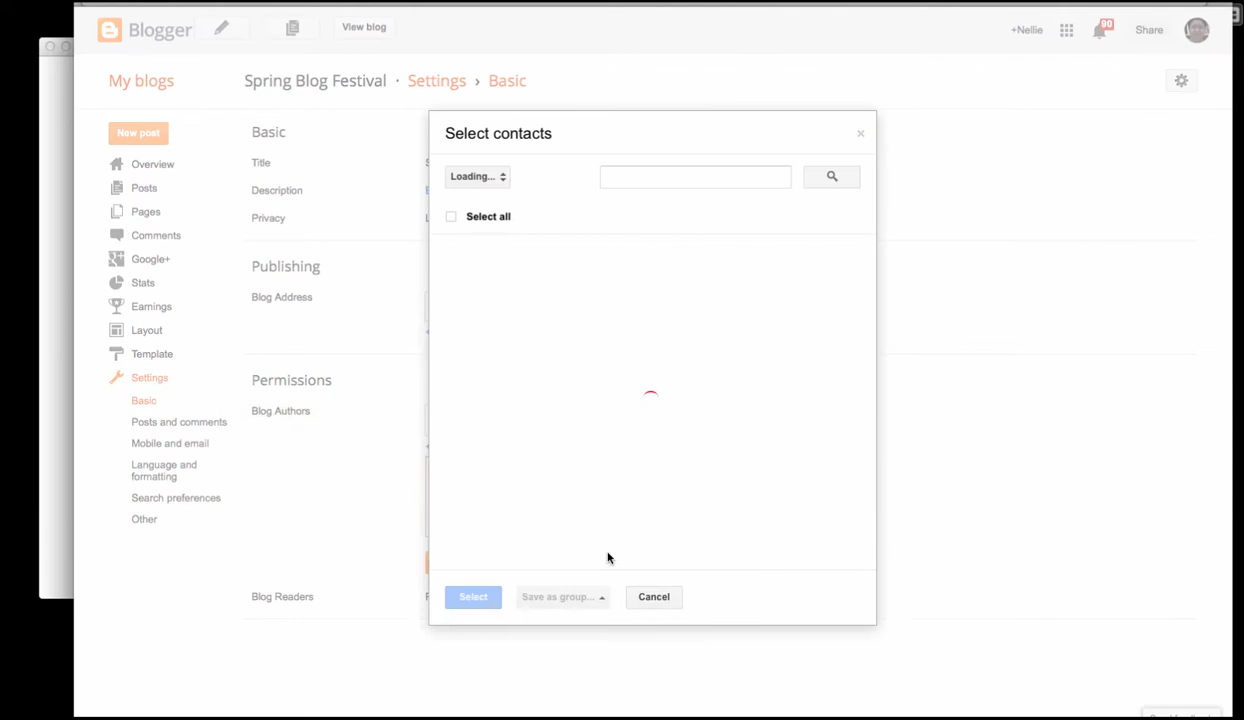 Blogger
View blog
+Nellie
90
Share
My blogs
Spring Blog Festival · Settings › Basic
New post
Overview
Posts
Pages
Comments
Google+
Stats
Earnings
Layout
Template
Settings
Basic
Posts and comments
Mobile and email
Language and
formatting
Search preferences
Other
Basic
Title
Description
Privacy
Publishing
Blog Address
Permissions
Blog Authors
Blog Readers
Select contacts
×
Loading...
Select all
Select
Save as group...
Cancel